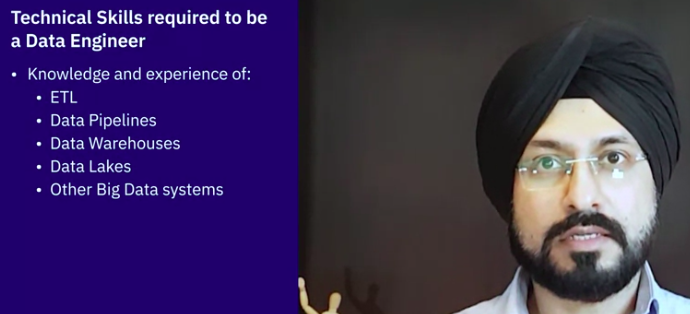 Technical Skills required to be
a Data Engineer
• Knowledge and experience of:
• ETL
• Data Pipelines
• Data Warehouses
• Data Lakes
• Other Big Data systems